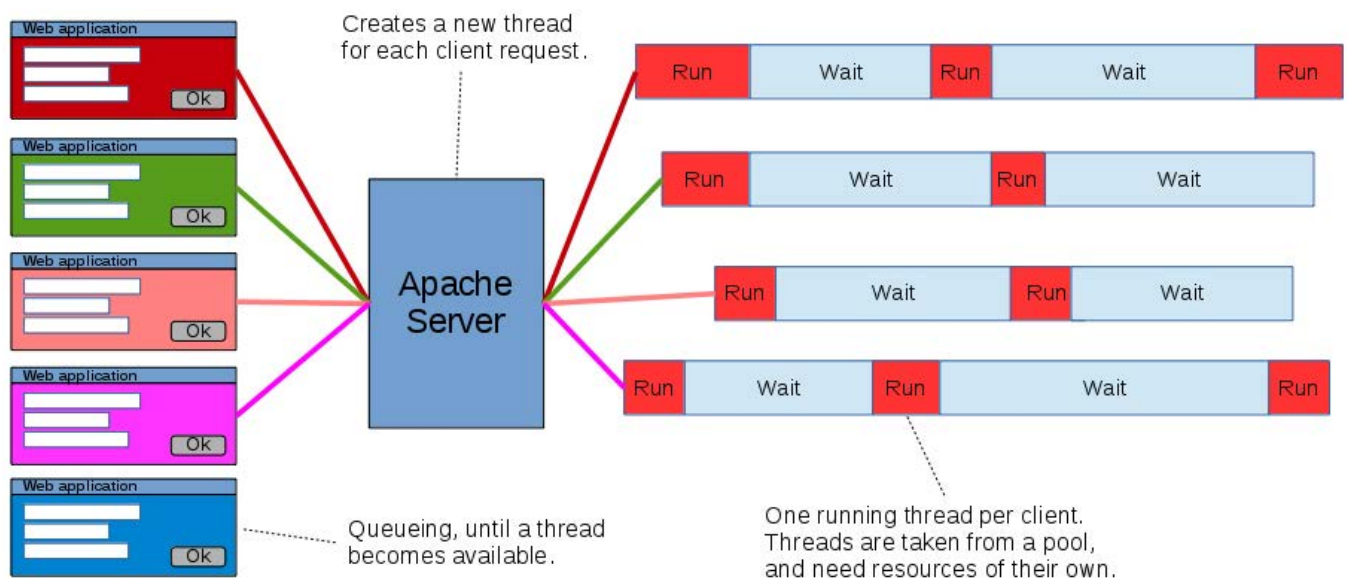 Web application
Ok
Web application
Ok
Web application
Ok
Web application
Ok
Web application
Ok
Creates a new thread
for each client request.
Apache
Server
Queueing, until a thread
becomes available.
Run Wait Run Wait Run
Run Wait Run Wait
Run Wait Run Wait
Run Wait Run Wait Run
One running thread per client.
Threads are taken from a pool,
and need resources of their own.